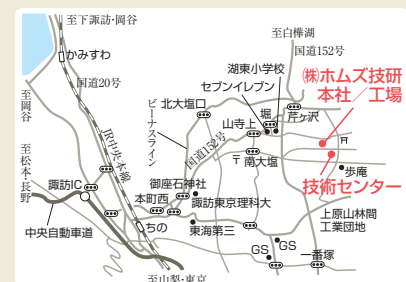 至下諏訪・岡谷
かみすわ
国道20号
至白樺湖
国道152号
湖東小学校
セブンイレブン
㈱ホムズ技研
本社／工場
至岡谷
ビーナスライン
北大塩口
堀
芹ヶ沢
山寺上
国道152号
JR中央本線
〒南大塩
至松本・長野
諏訪IC
御座石神社
本町西
諏訪東京理科大
歩庵
技術センター
中央自動車道
ちの
東海第三
上原山林間
工業団地
GS
GS
一番塚
至山梨・東京